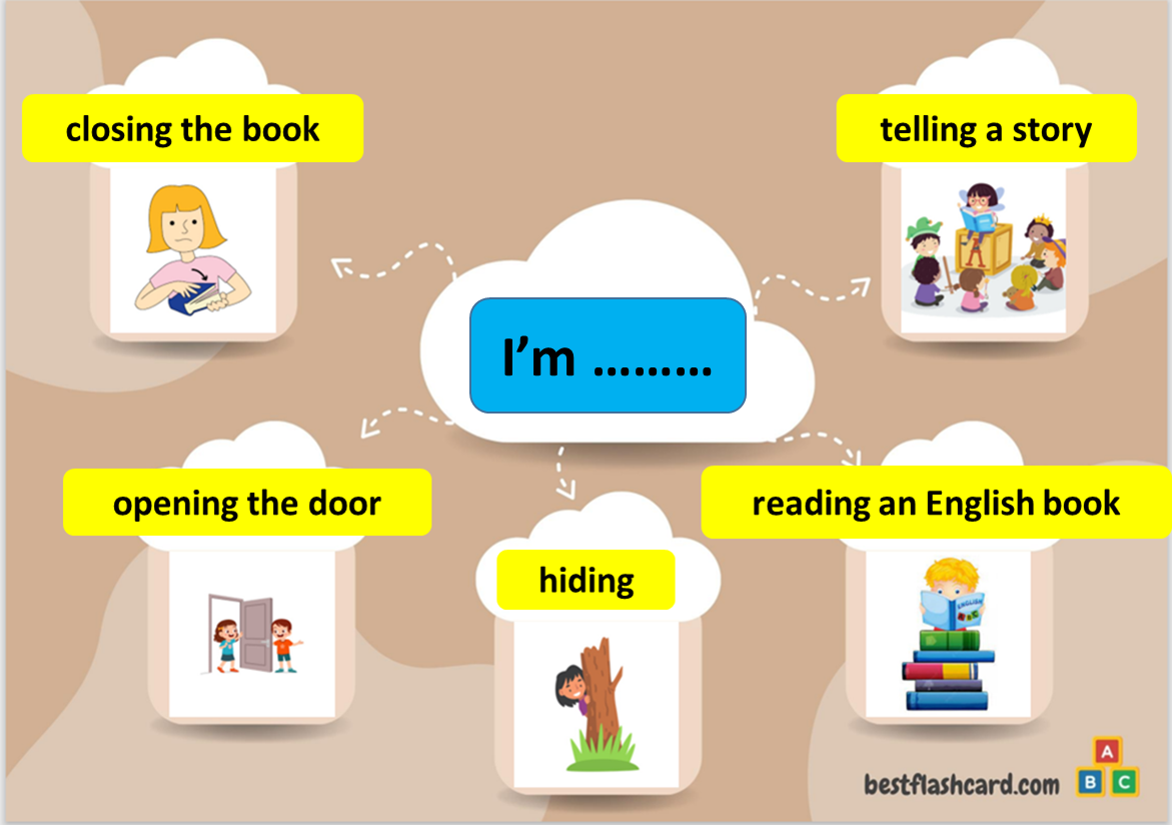 closing the book
telling a story
I’m ………
opening the door
reading an English book
hiding
ENGLISH
A B C
bestflashcard.com
A
B C